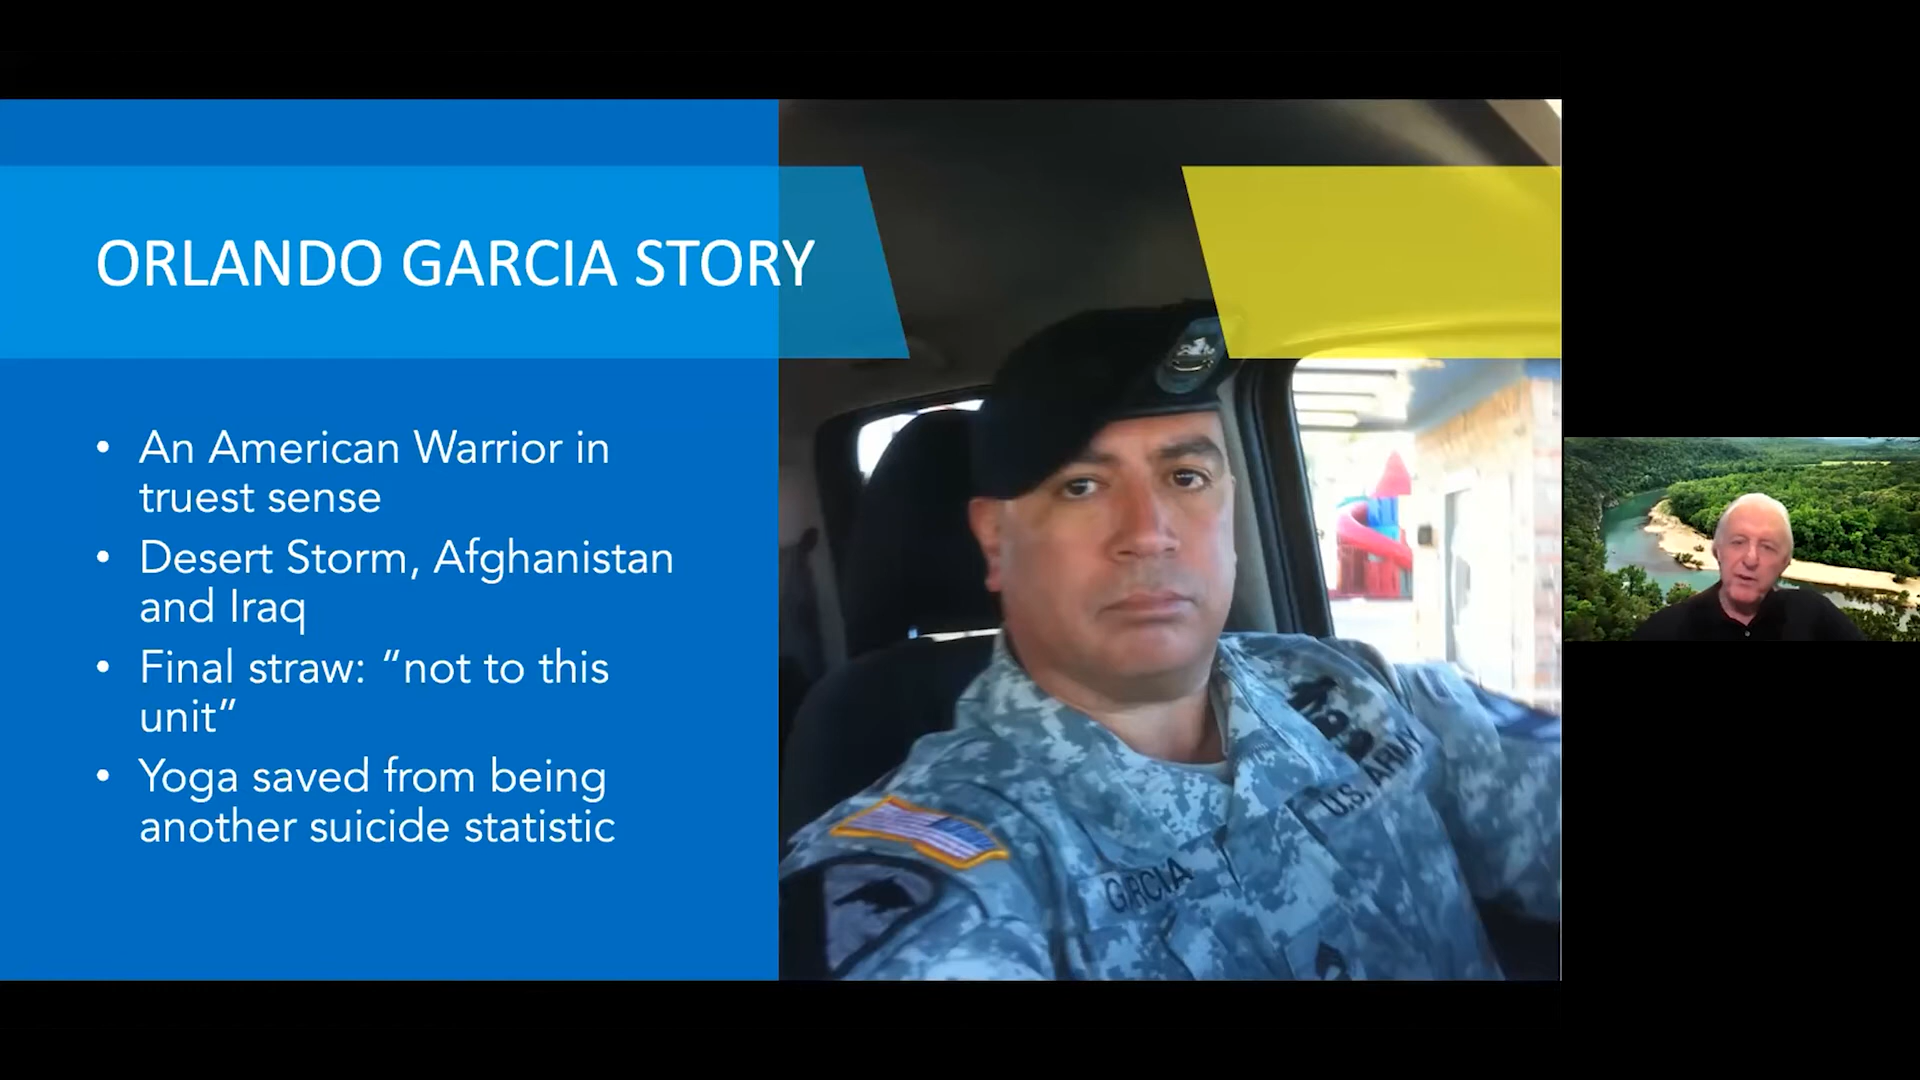 ORLANDO GARCIA STORY
• An American Warrior in
truest sense
• Desert Storm, Afghanistan
and Iraq
• Final straw: “not to this
unit”
• Yoga saved from being
another suicide statistic
U.S. ARMY
GARCIA